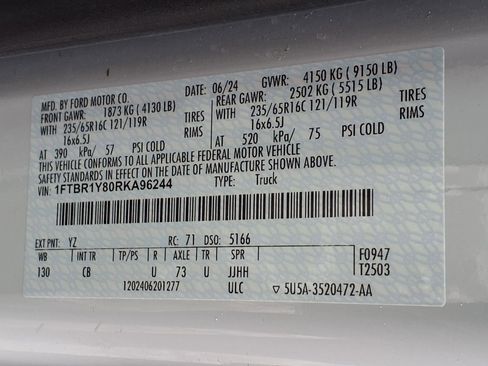 MFD. BY FORD MOTOR CO. DATE: 06/24 GVWR: 4150 KG ( 9150 LB)
FRONT GAWR: 1873 KG ( 4130 LB) REAR GAWR: 2502 KG ( 5515 LB)
WITH 235/65R16C 121/119R TIRES WITH 235/65R16C 121/119R TIRES
16x6.5J RIMS 16x6.5J RIMS
AT 390 kPa/ 57 PSI COLD AT 520 kPa/ 75 PSI COLD
THIS VEHICLE CONFORMS TO ALL APPLICABLE FEDERAL MOTOR VEHICLE
SAFETY STANDARDS IN EFFECT ON THE DATE OF MANUFACTURE SHOWN ABOVE.
VIN: 1FTBR1Y80RKA96244 TYPE: Truck
EXT PNT: YZ RC: 71 DSO: 5166
WB INT TR TP/PS R AXLE TR SPR F0947
130 CB U 73 U JJHH T2503
1202406201277 ULC ▽ 5U5A-3520472-AA